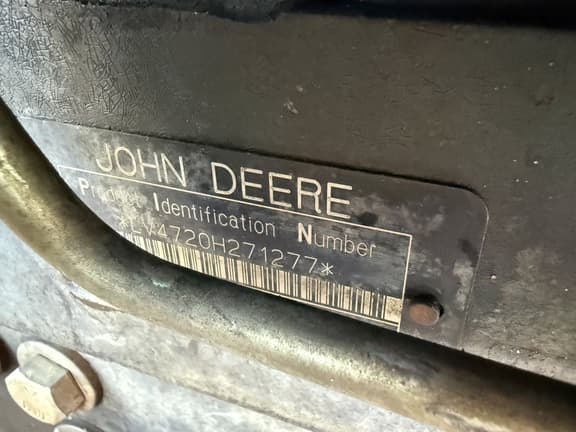 JOHN DEERE
Product Identification Number
*LV4720H271277*